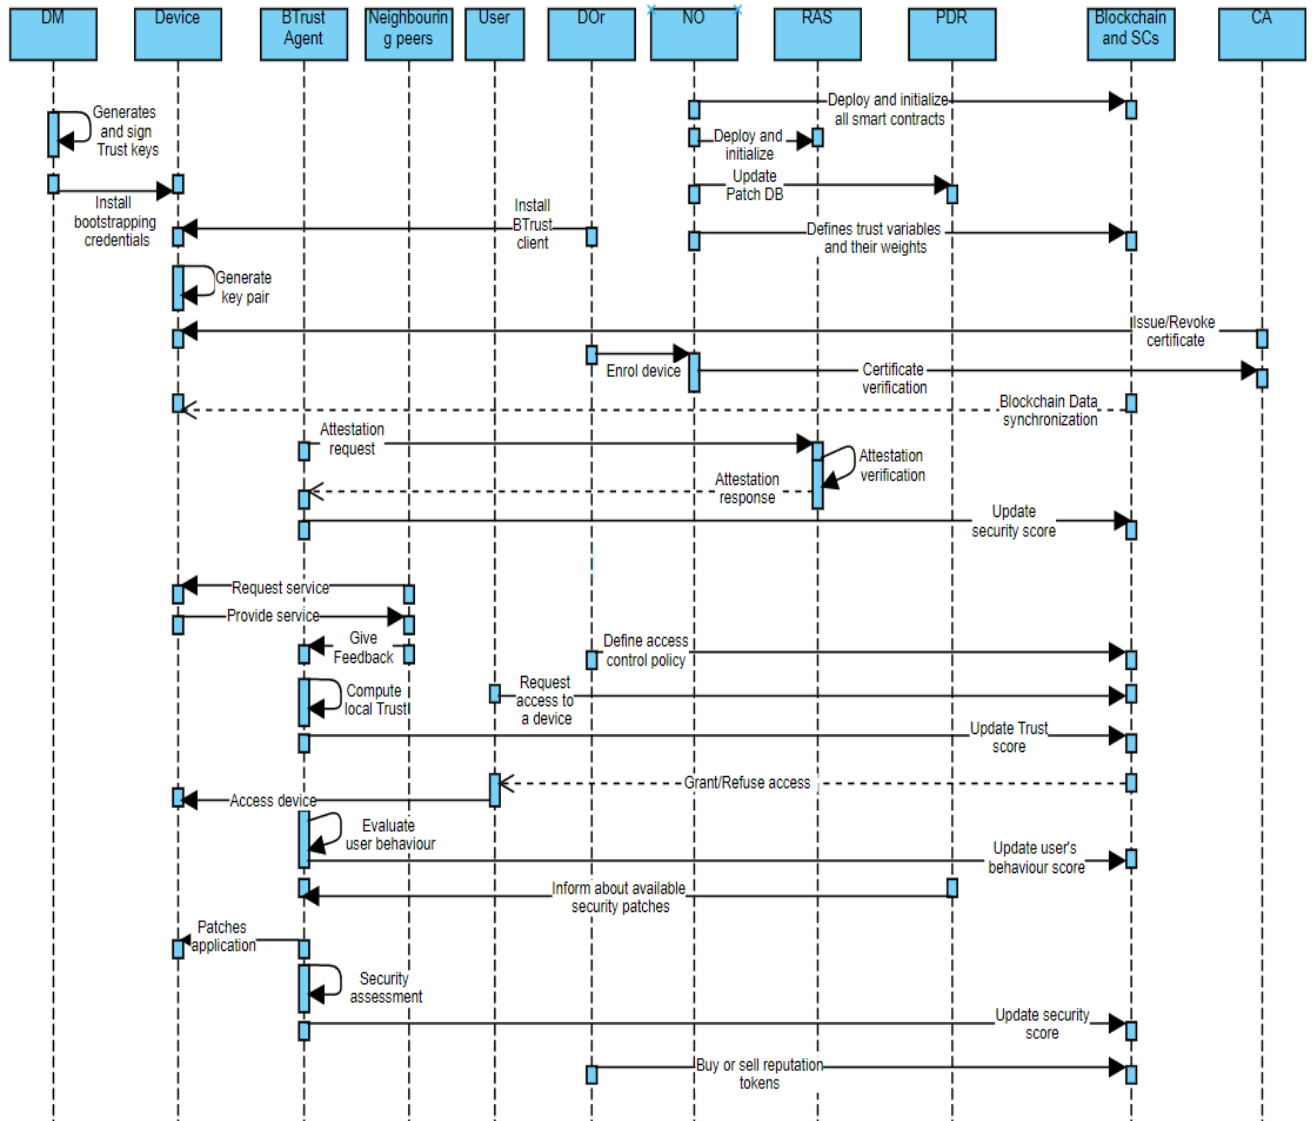 DM
Device
BTrust
Agent
Neighbourin
g peers
User
DOr
NO
RAS
PDR
Blockchain
and SCs
CA
Generates
and sign
Trust keys
Deploy and initialize
all smart contracts
Deploy and
initialize
Update
Patch DB
Install
bootstrapping
credentials
Install
BTrust
client
Defines trust variables
and their weights
Generate
key pair
Issue/Revoke
certificate
Enrol device
Certificate
verification
Blockchain Data
synchronization
Attestation
request
Attestation
verification
Attestation
response
Update
security score
Request service
Provide service
Give
Feedback
Define access
control policy
Compute
local Trust
Request
access to
a device
Update Trust
score
Grant/Refuse access
Access device
Evaluate
user behaviour
Update user's
behaviour score
Inform about available
security patches
Patches
application
Security
assessment
Update security
score
Buy or sell reputation
tokens